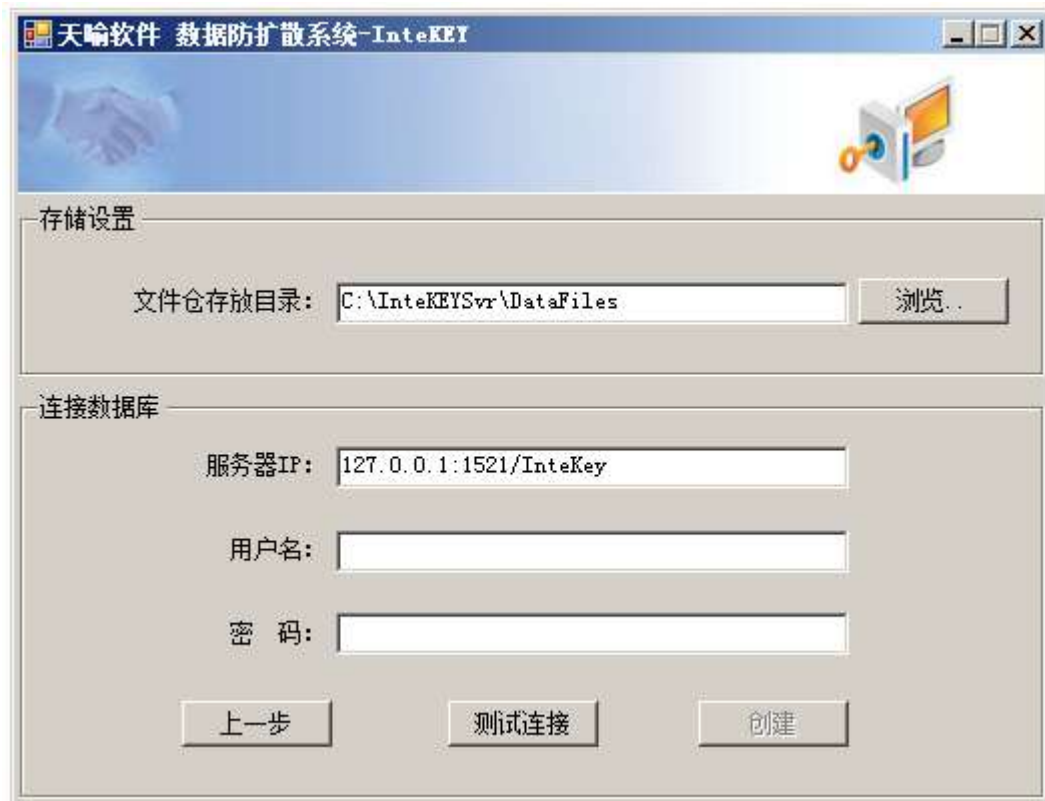 天喻软件 数据防扩散系统-InteKEY
存储设置
文件仓存放目录: C:\InteKEYSvr\DataFiles 浏览..
连接数据库
服务器IP: 127.0.0.1:1521/InteKey
用户名:
密 码:
上一步 测试连接 创建